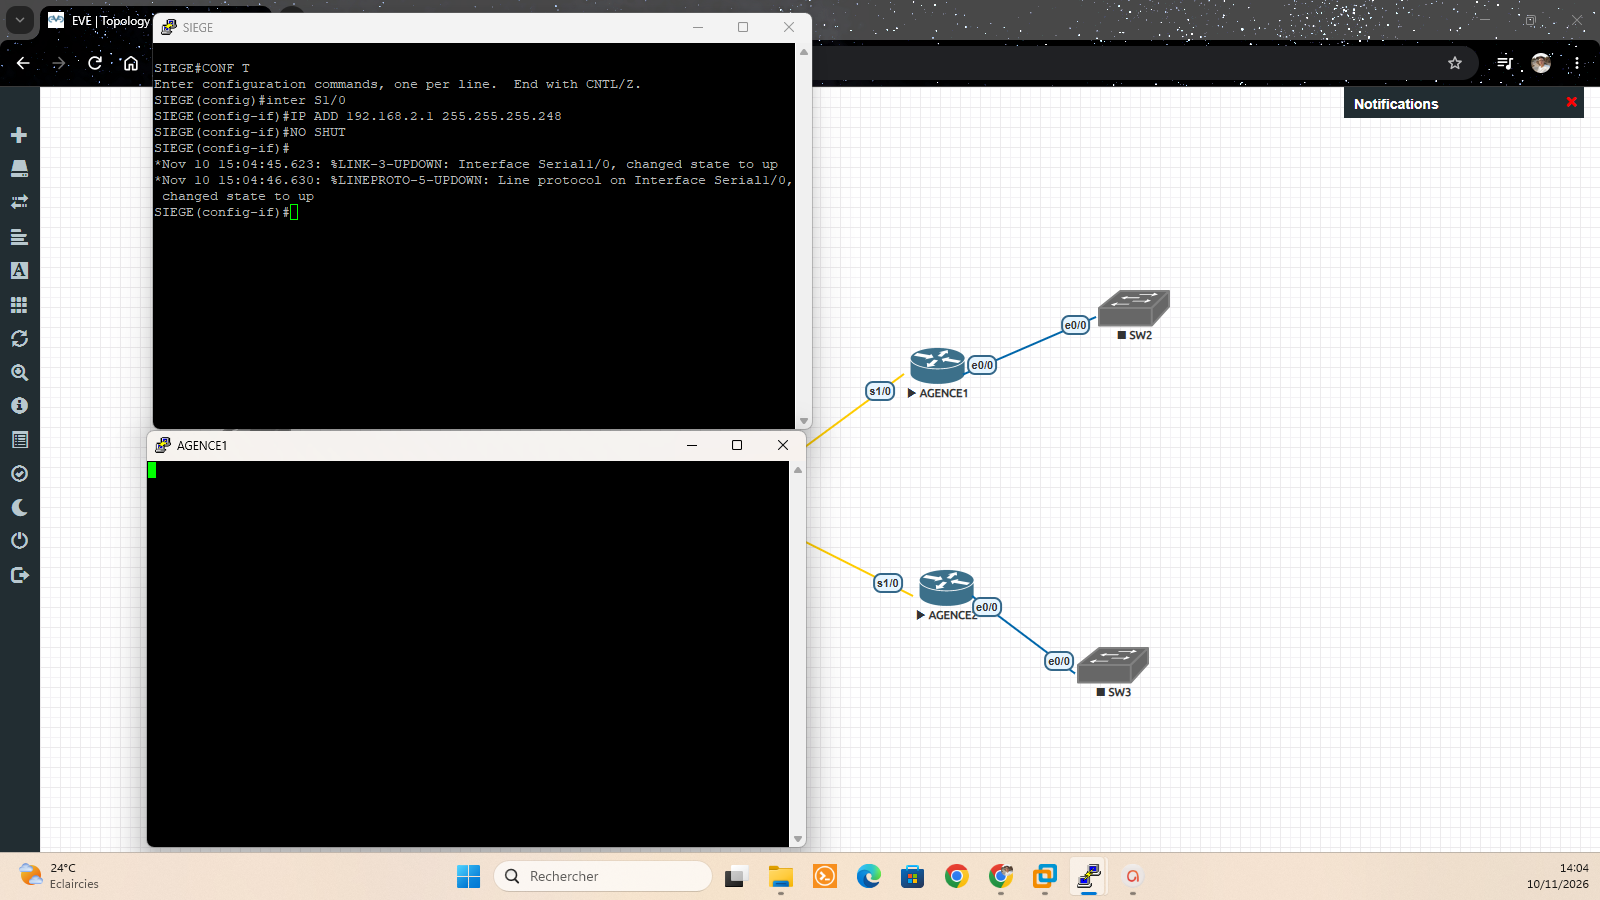 EVE | Topology
SIEGE
SIEGE#CONF T
Enter configuration commands, one per line.  End with CNTL/Z.
SIEGE(config)#inter S1/0
SIEGE(config-if)#IP ADD 192.168.2.1 255.255.255.248
SIEGE(config-if)#NO SHUT
SIEGE(config-if)#
*Nov 10 15:04:45.623: %LINK-3-UPDOWN: Interface Serial1/0, changed state to up
*Nov 10 15:04:46.630: %LINEPROTO-5-UPDOWN: Line protocol on Interface Serial1/0,
 changed state to up
SIEGE(config-if)#
Notifications
e0/0
SW2
e0/0
s1/0
AGENCE1
AGENCE1
s1/0
e0/0
AGENCE2
e0/0
SW3
24°C
Eclaircies
Rechercher
14:04
10/11/2026